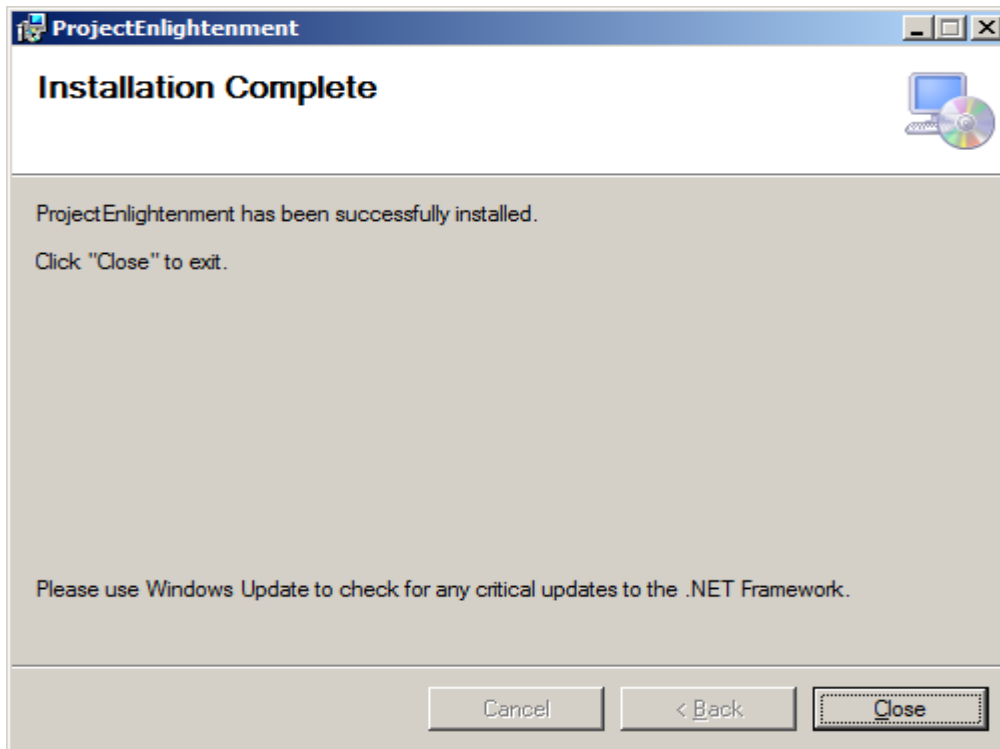 ProjectEnlightenment
Installation Complete
ProjectEnlightenment has been successfully installed.
Click "Close" to exit.
Please use Windows Update to check for any critical updates to the .NET Framework.
Cancel
< Back
Close